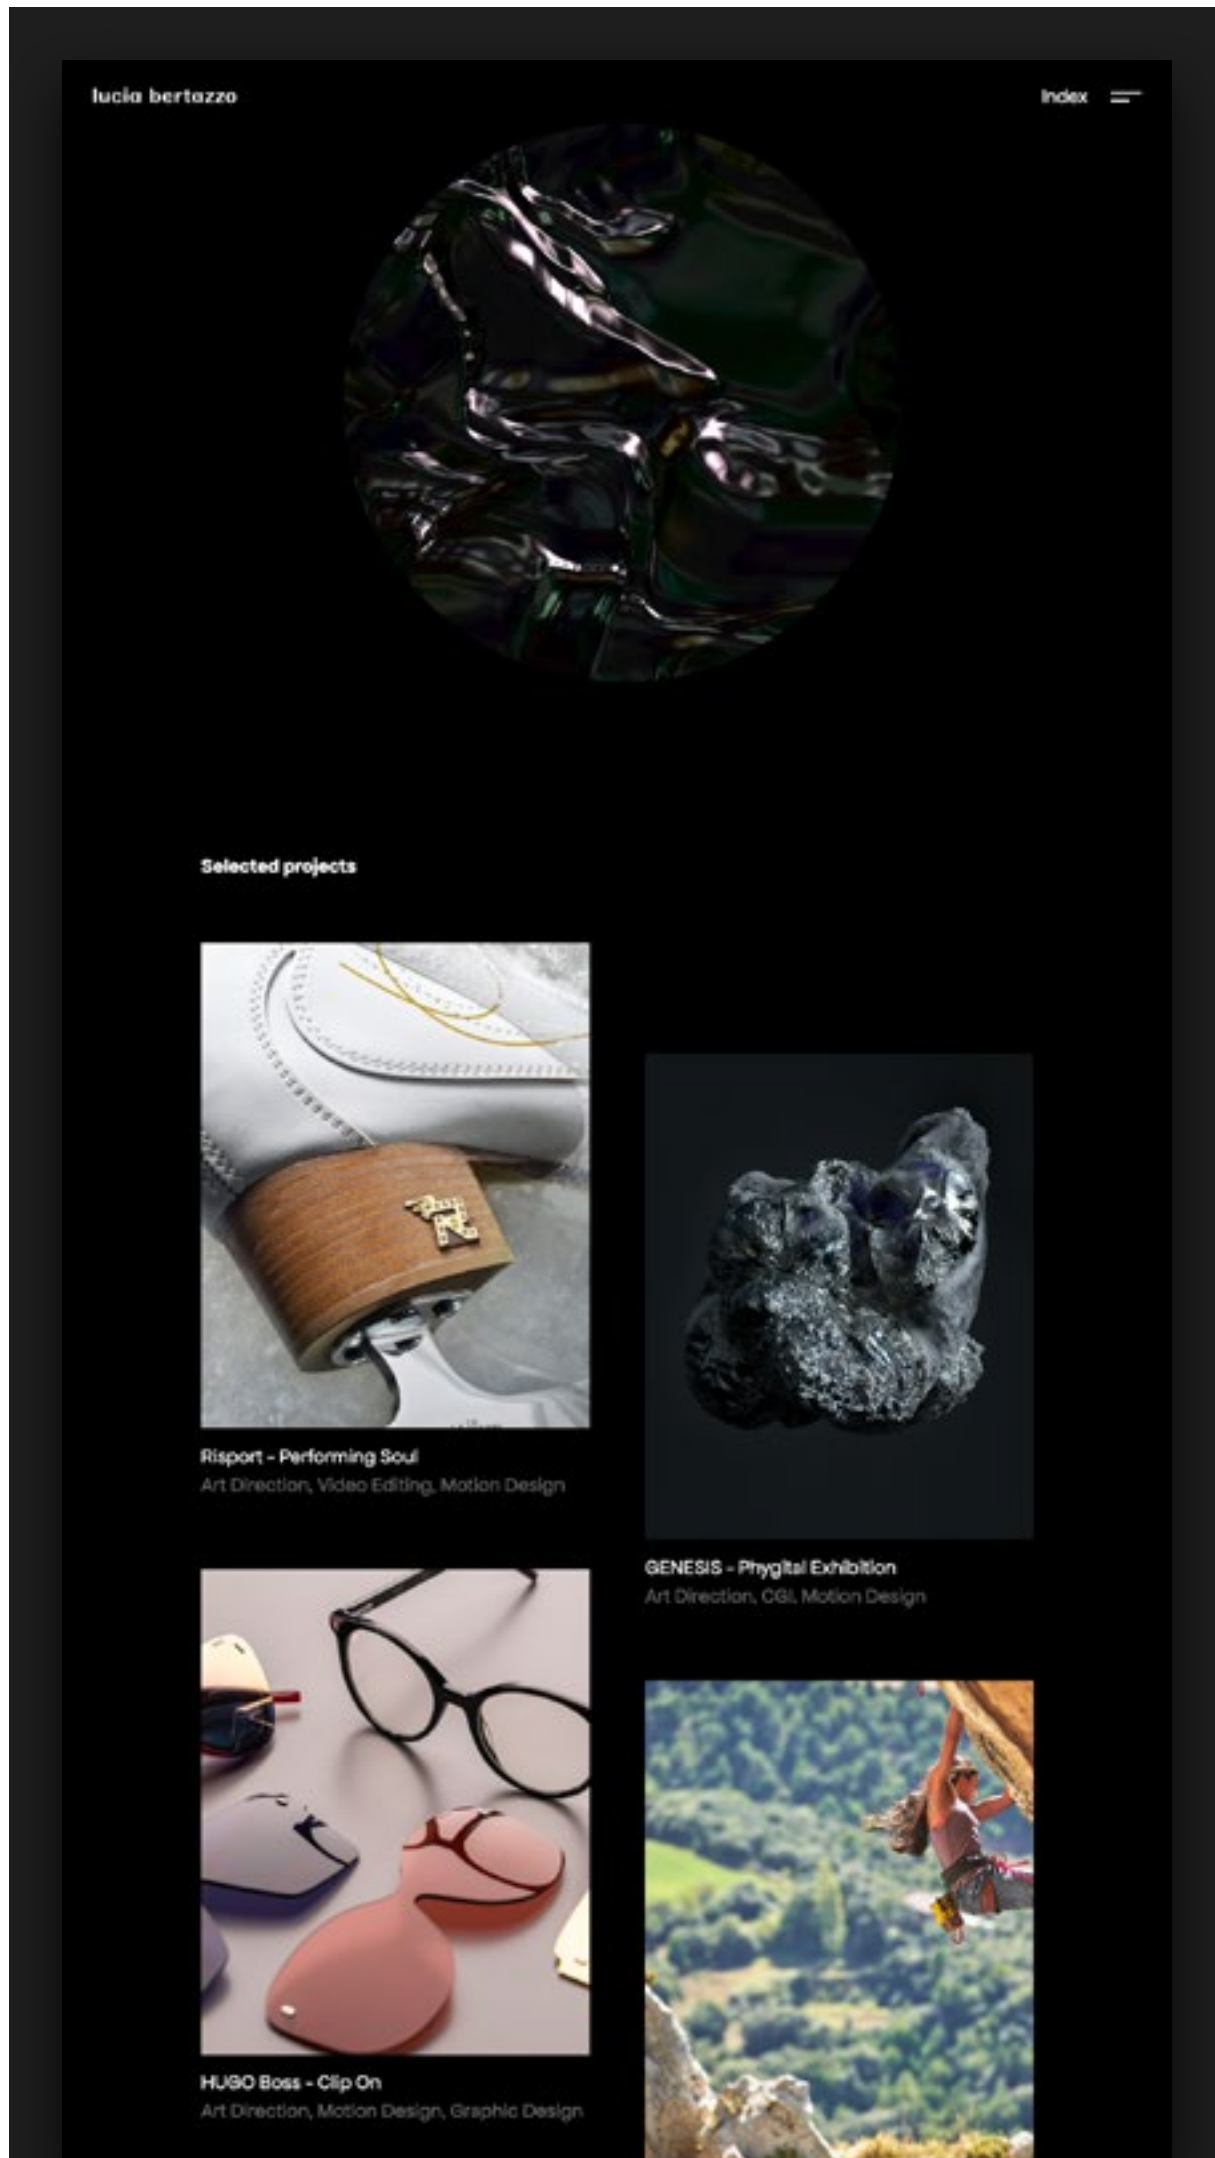 lucia bertazzo
Index
Selected projects
Risport - Performing Soul
Art Direction, Video Editing, Motion Design
GENESIS - Phygital Exhibition
Art Direction, CGI, Motion Design
HUGO Boss - Clip On
Art Direction, Motion Design, Graphic Design